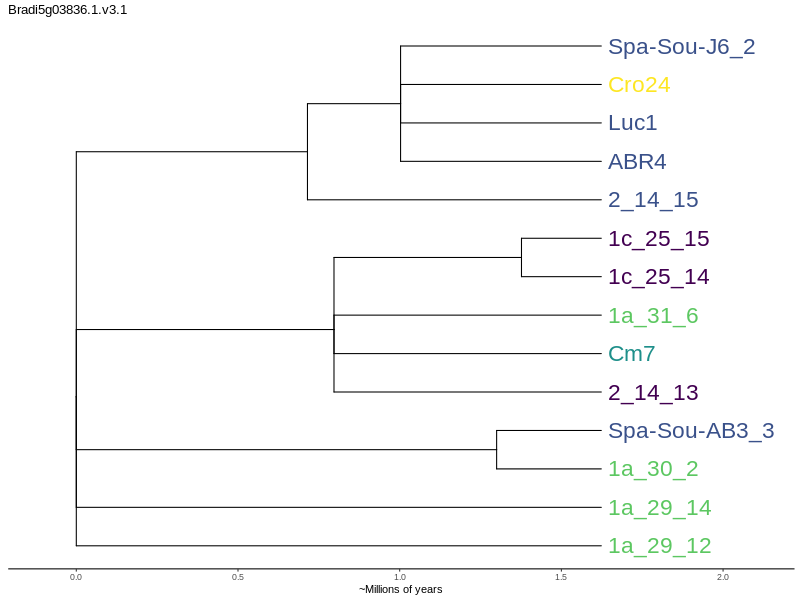 Bradi5g03836.1.v3.1
Spa-Sou-J6_2
Cro24
Luc1
ABR4
2_14_15
1c_25_15
1c_25_14
1a_31_6
Cm7
2_14_13
Spa-Sou-AB3_3
1a_30_2
1a_29_14
1a_29_12
0.0 0.5 1.0 1.5 2.0
~Millions of years